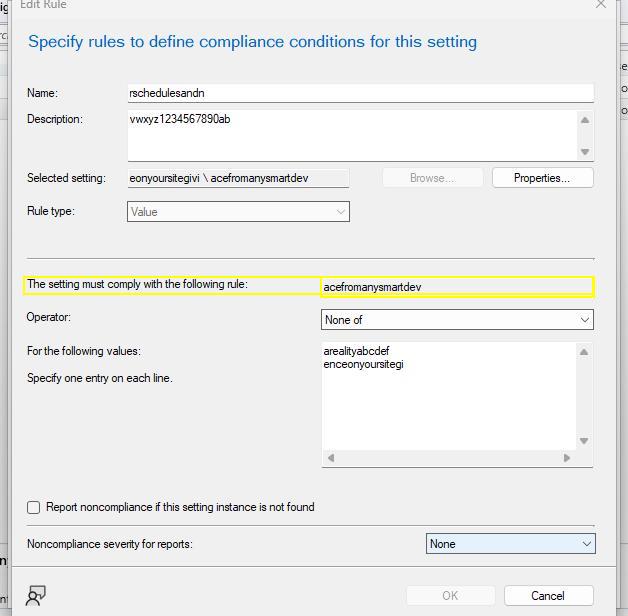 Edit Rule
Specify rules to define compliance conditions for this setting
Name:
rschedulesandn
Description:
vwxyz1234567890ab
Selected setting:
eonyoursitegivi \ acefromanysmartdev
Browse...
Properties...
Rule type:
Value
The setting must comply with the following rule:
acefromanysmartdev
Operator:
None of
For the following values:
arealityabcdef
enceonyoursitegi
Specify one entry on each line.
Report noncompliance if this setting instance is not found
Noncompliance severity for reports:
None
OK
Cancel